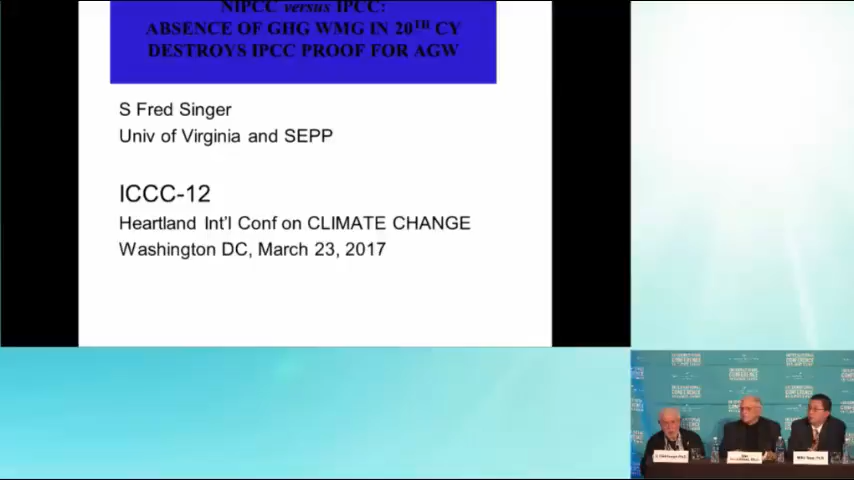 NIPCC versus IPCC:
ABSENCE OF GHG WMG IN 20TH CY
DESTROYS IPCC PROOF FOR AGW
S Fred Singer
Univ of Virginia and SEPP
ICCC-12
Heartland Int'l Conf on CLIMATE CHANGE
Washington DC, March 23, 2017